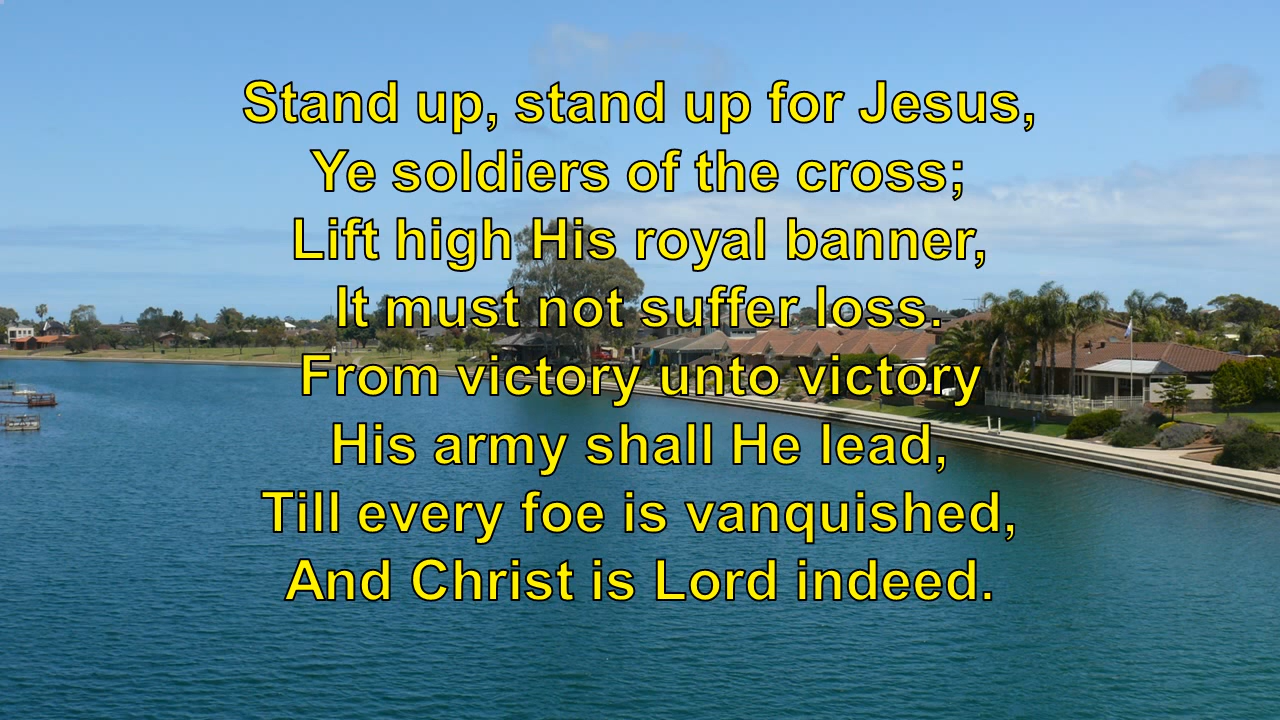 Stand up, stand up for Jesus,
Ye soldiers of the cross;
Lift high His royal banner,
It must not suffer loss.
From victory unto victory
His army shall He lead,
Till every foe is vanquished,
And Christ is Lord indeed.